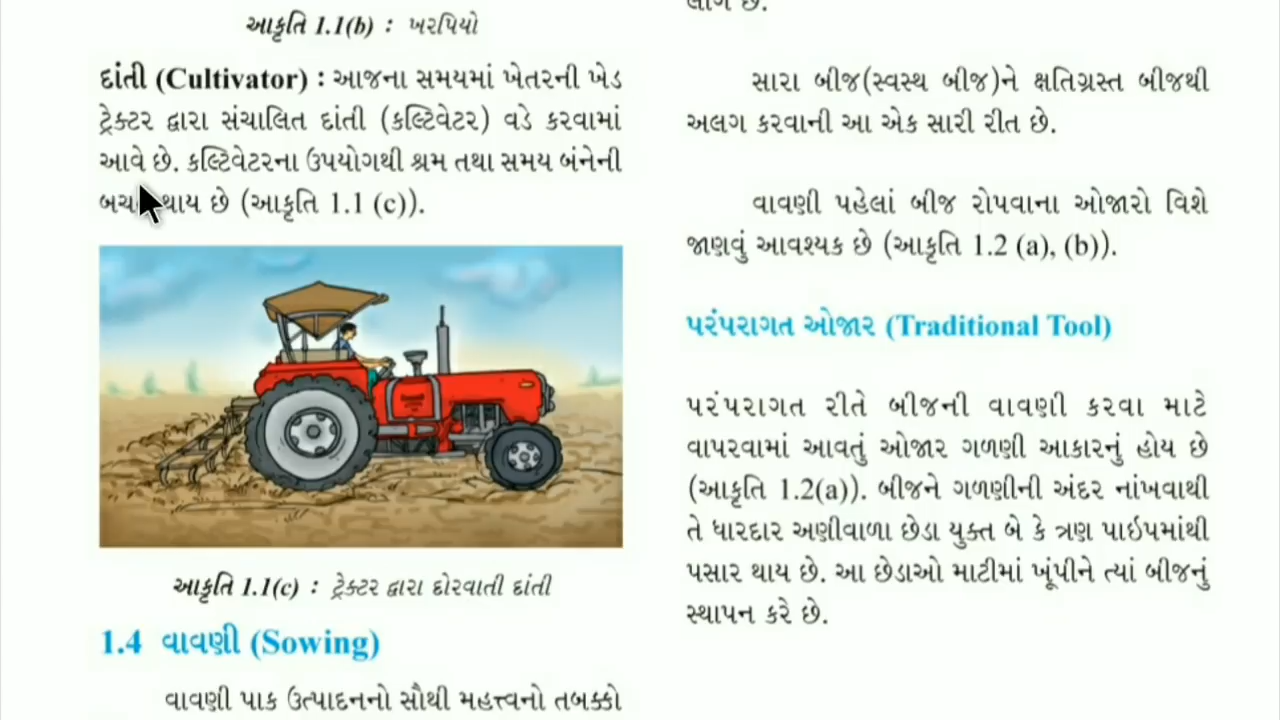 આકૃતિ 1.1(b) : ખરપિયો
દાંતી (Cultivator) : આજના સમયમાં ખેતરની ખેડ
ટ્રેક્ટર દ્વારા સંચાલિત દાંતી (કલ્ટિવેટર) વડે કરવામાં
આવે છે. કલ્ટિવેટરના ઉપયોગથી શ્રમ તથા સમય બંનેની
થાય છે (આકૃતિ 1.1 (c)).
આકૃતિ 1.1(c) : ટ્રેક્ટર દ્વારા દોરવાતી દાંતી
1.4 વાવણી (Sowing)
વાવણી પાક ઉત્પાદનનો સૌથી મહત્ત્વનો તબક્કો
છે.
સારા બીજ(સ્વસ્થ બીજ)ને ક્ષતિગ્રસ્ત બીજથી
અલગ કરવાની આ એક સારી રીત છે.
વાવણી પહેલાં બીજ રોપવાના ઓજારો વિશે
જાણવું આવશ્યક છે (આકૃતિ 1.2 (a), (b)).
પરંપરાગત ઓજાર (Traditional Tool)
પરંપરાગત રીતે બીજની વાવણી કરવા માટે
વાપરવામાં આવતું ઓજાર ગળણી આકારનું હોય છે
(આકૃતિ 1.2(a)). બીજને ગળણીની અંદર નાંખવાથી
તે ધારદાર અણીવાળા છેડા યુક્ત બે કે ત્રણ પાઇપમાંથી
પસાર થાય છે. આ છેડાઓ માટીમાં ખૂંપીને ત્યાં બીજનું
સ્થાપન કરે છે.